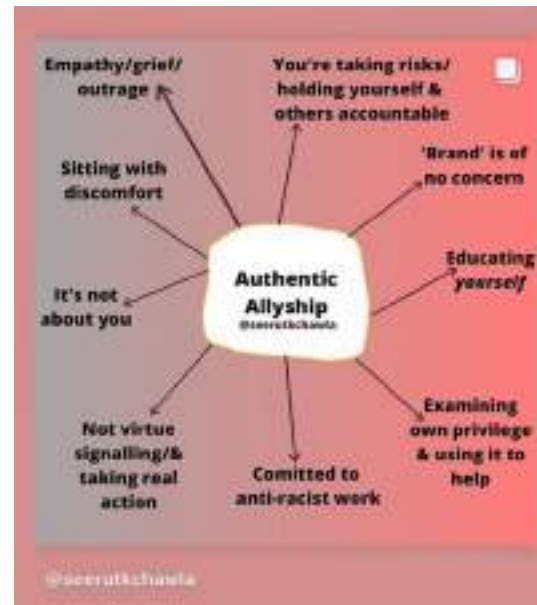 Empathy/grief/
outrage
You're taking risks/
holding yourself &
others accountable
'Brand' is of
no concern
Sitting with
discomfort
Educating
yourself
Authentic
Allyship
@seerutkchawla
It's not
about you
Examining
own privilege
& using it to
help
Not virtue
signalling/&
taking real
action
Comitted to
anti-racist work
@seerutkchawla